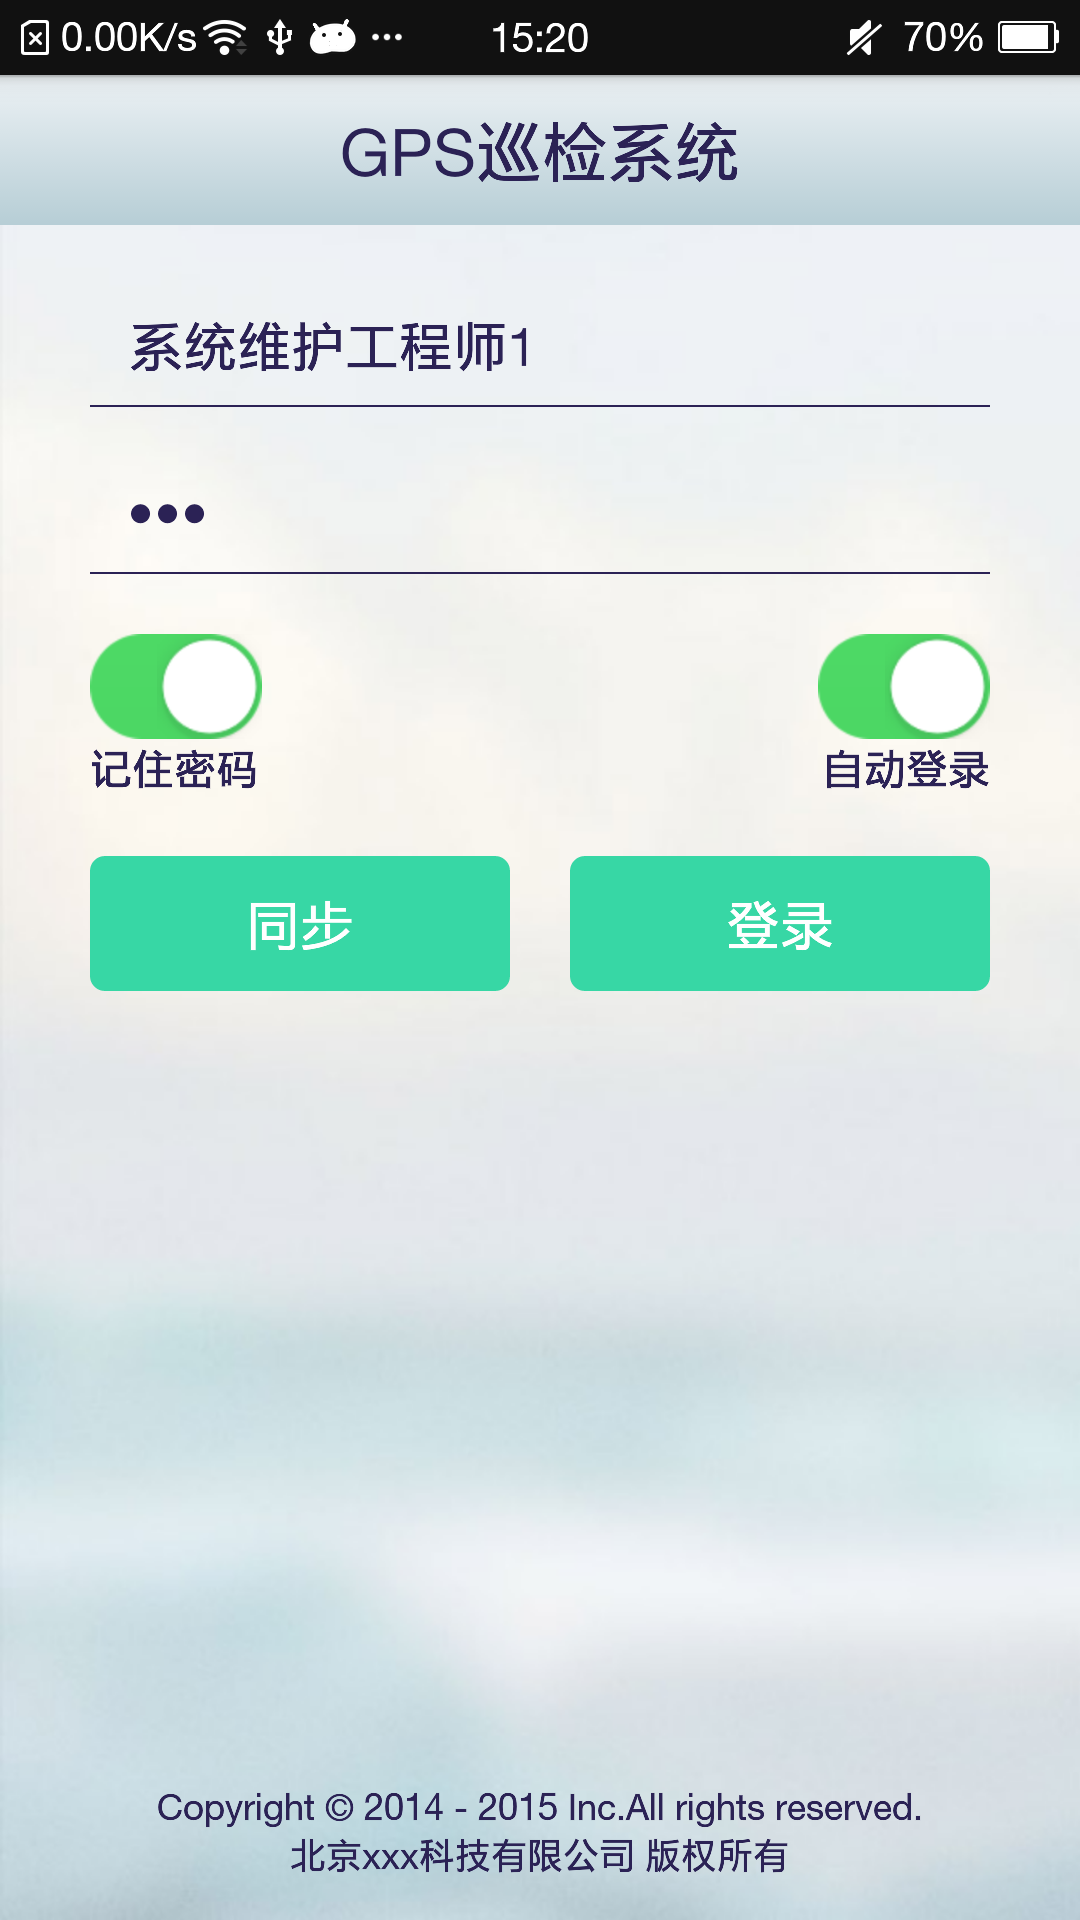 0.00K/s 15:20 70%
GPS巡检系统
系统维护工程师1
•••
记住密码 自动登录
同步 登录
Copyright © 2014 - 2015 Inc.All rights reserved.
北京xxx科技有限公司 版权所有